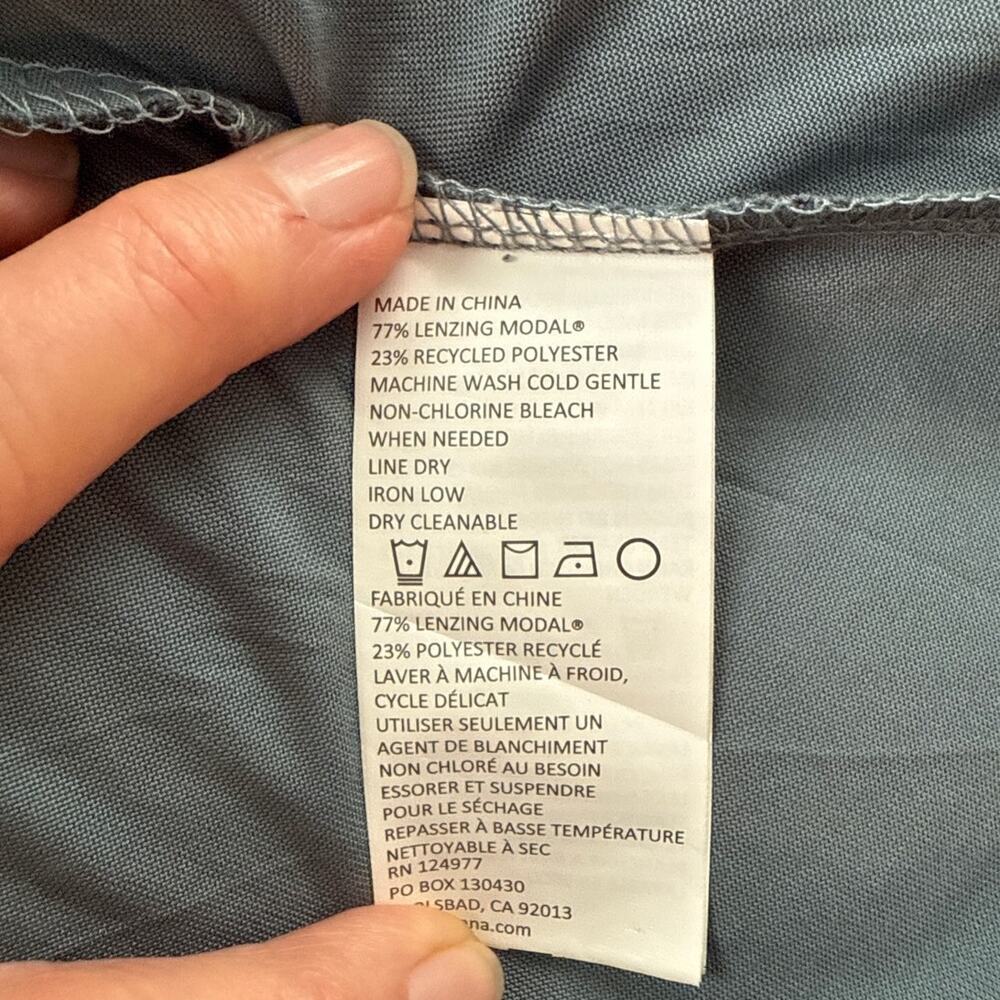 MADE IN CHINA
77% LENZING MODAL®
23% RECYCLED POLYESTER
MACHINE WASH COLD GENTLE
NON-CHLORINE BLEACH
WHEN NEEDED
LINE DRY
IRON LOW
DRY CLEANABLE
FABRIQUÉ EN CHINE
77% LENZING MODAL®
23% POLYESTER RECYCLÉ
LAVER À MACHINE À FROID,
CYCLE DÉLICAT
UTILISER SEULEMENT UN
AGENT DE BLANCHIMENT
NON CHLORÉ AU BESOIN
ESSORER ET SUSPENDRE
POUR LE SÉCHAGE
REPASSER À BASSE TEMPÉRATURE
NETTOYABLE À SEC
RN 124977
PO BOX 130430
CA 92013